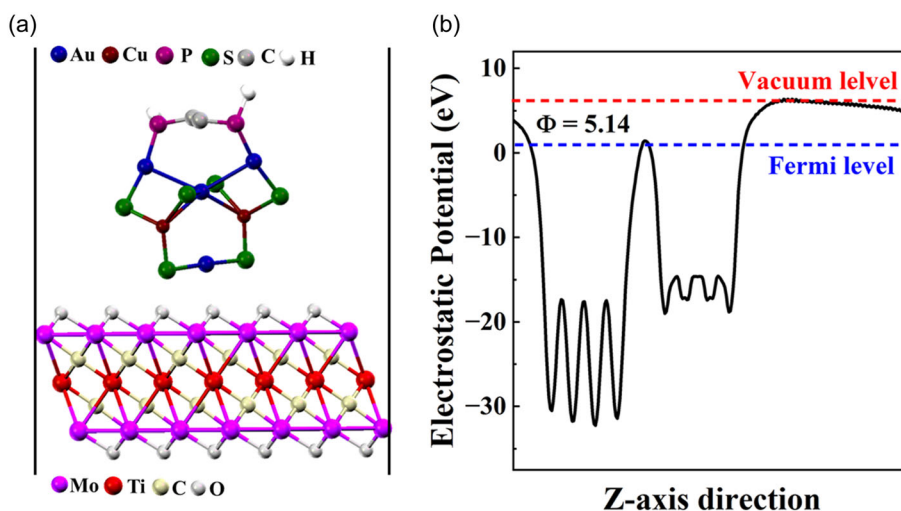 (a)
Au Cu P S C H
Mo Ti C O
(b)
Electrostatic Potential (eV)
10
0
−10
−20
−30
Vacuum lelvel
Φ = 5.14
Fermi level
Z-axis direction